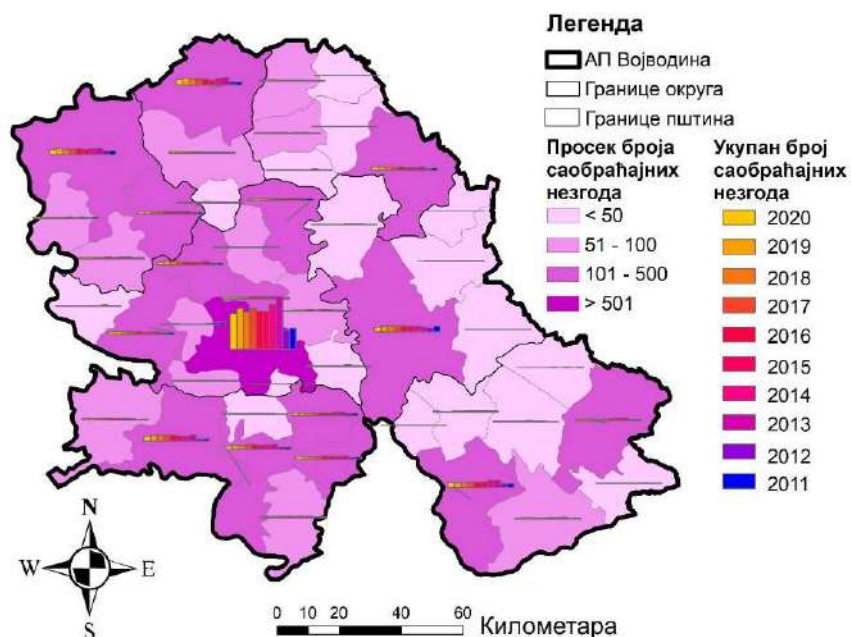 Легенда
АП Војводина
Границе округа
Границе пштина
Просек броја
саобраћајних
незгода
< 50
51 - 100
101 - 500
> 501
Укупан број
саобраћајних
незгода
2020
2019
2018
2017
2016
2015
2014
2013
2012
2011
N
W
E
S
0 10 20 40 60
Километара